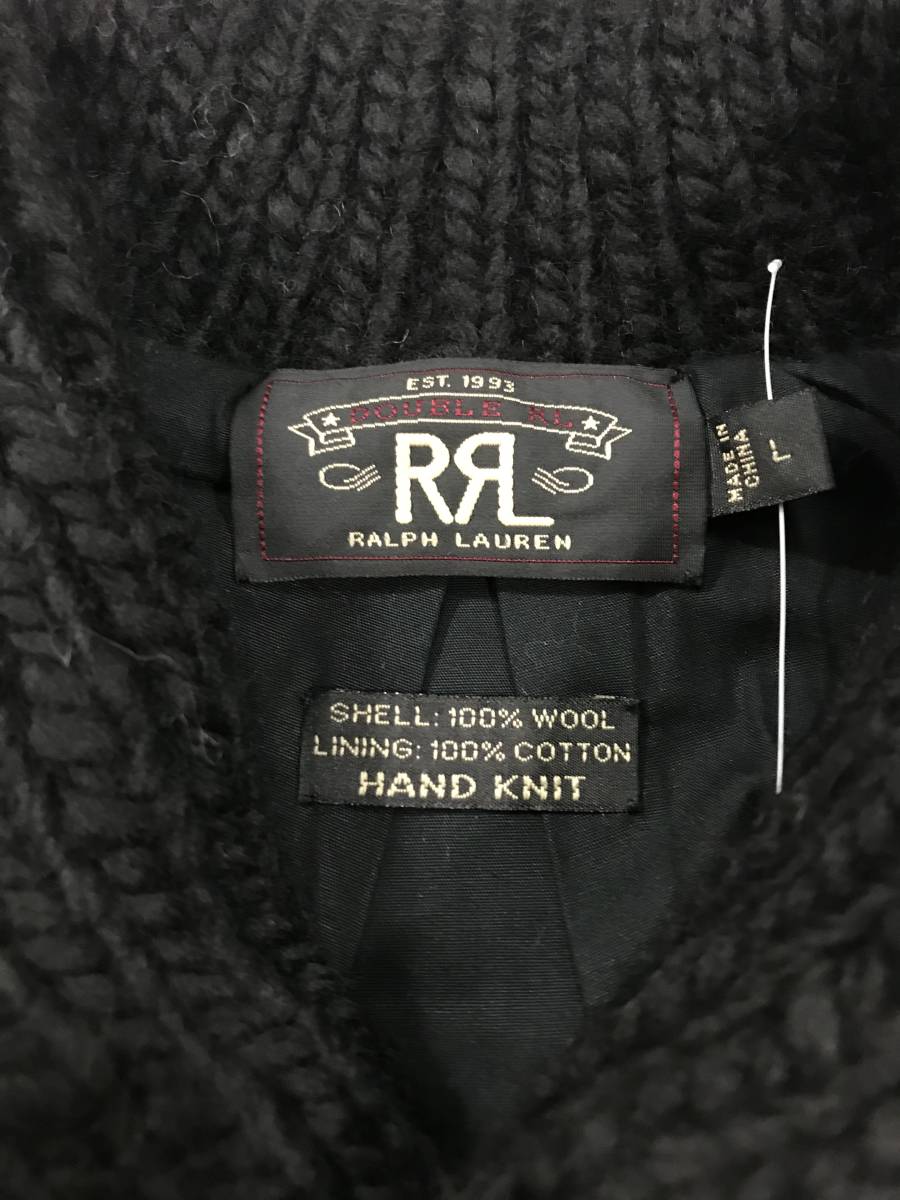 EST. 1993
DOUBLE RL
RRL
RALPH LAUREN
MADE IN
CHINA
L
SHELL: 100% WOOL
LINING: 100% COTTON
HAND KNIT